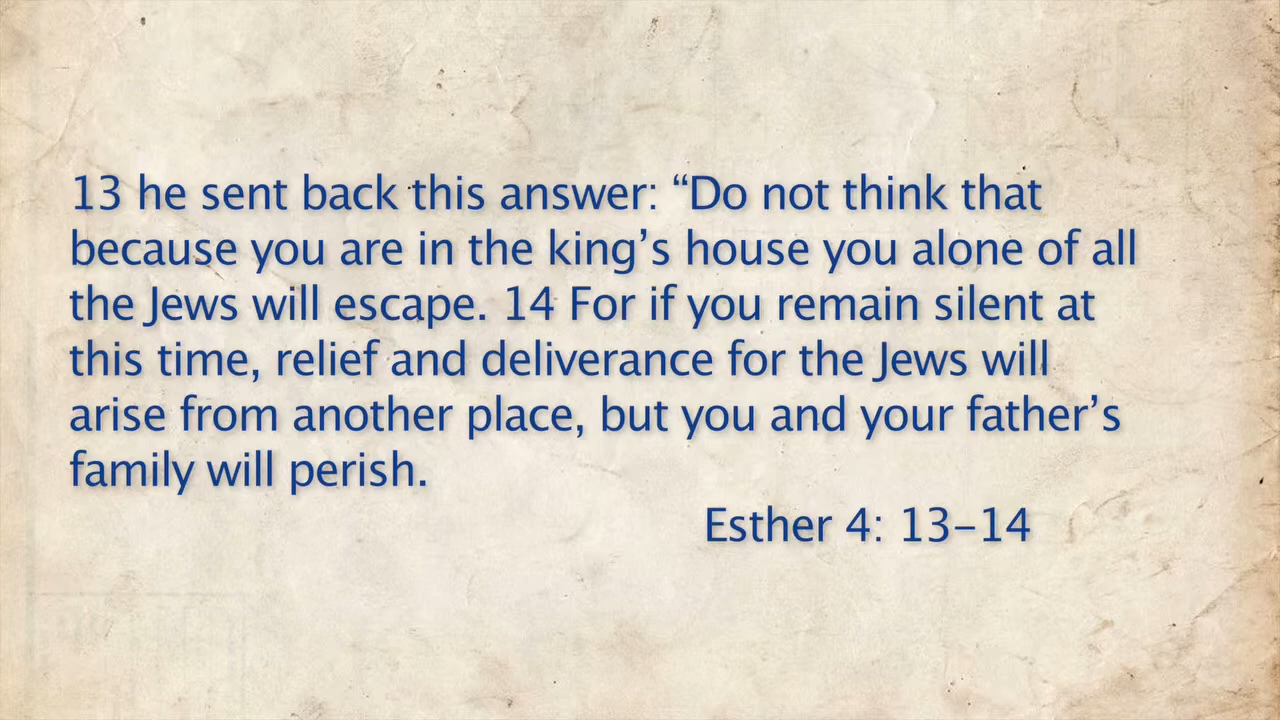 13 he sent back this answer: “Do not think that
because you are in the king’s house you alone of all
the Jews will escape. 14 For if you remain silent at
this time, relief and deliverance for the Jews will
arise from another place, but you and your father’s
family will perish.
Esther 4: 13–14